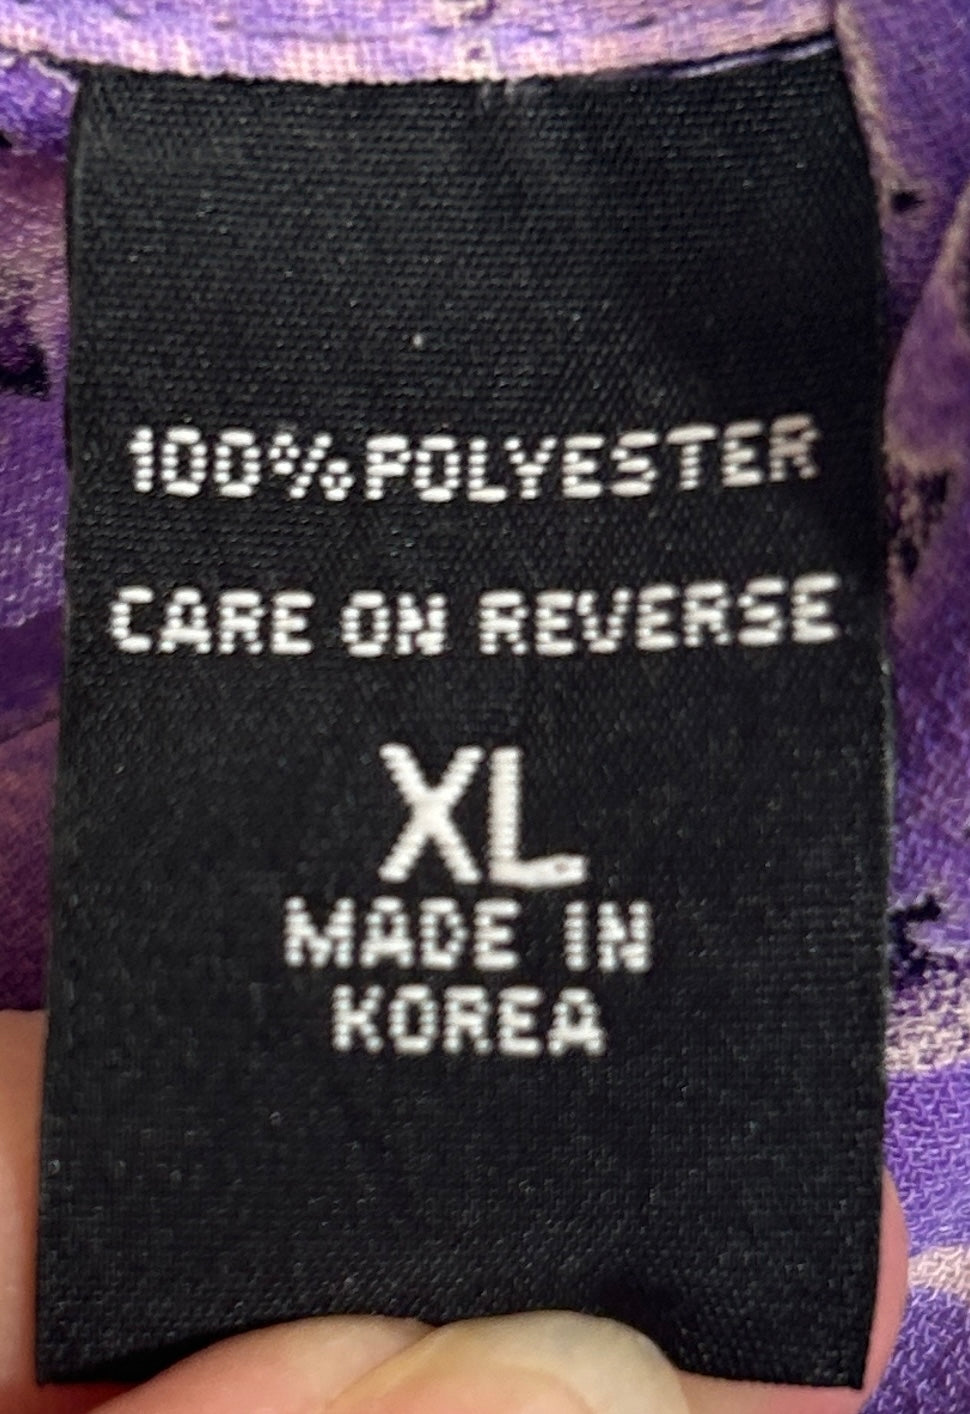 100% POLYESTER
CARE ON REVERSE
XL
MADE IN
KOREA